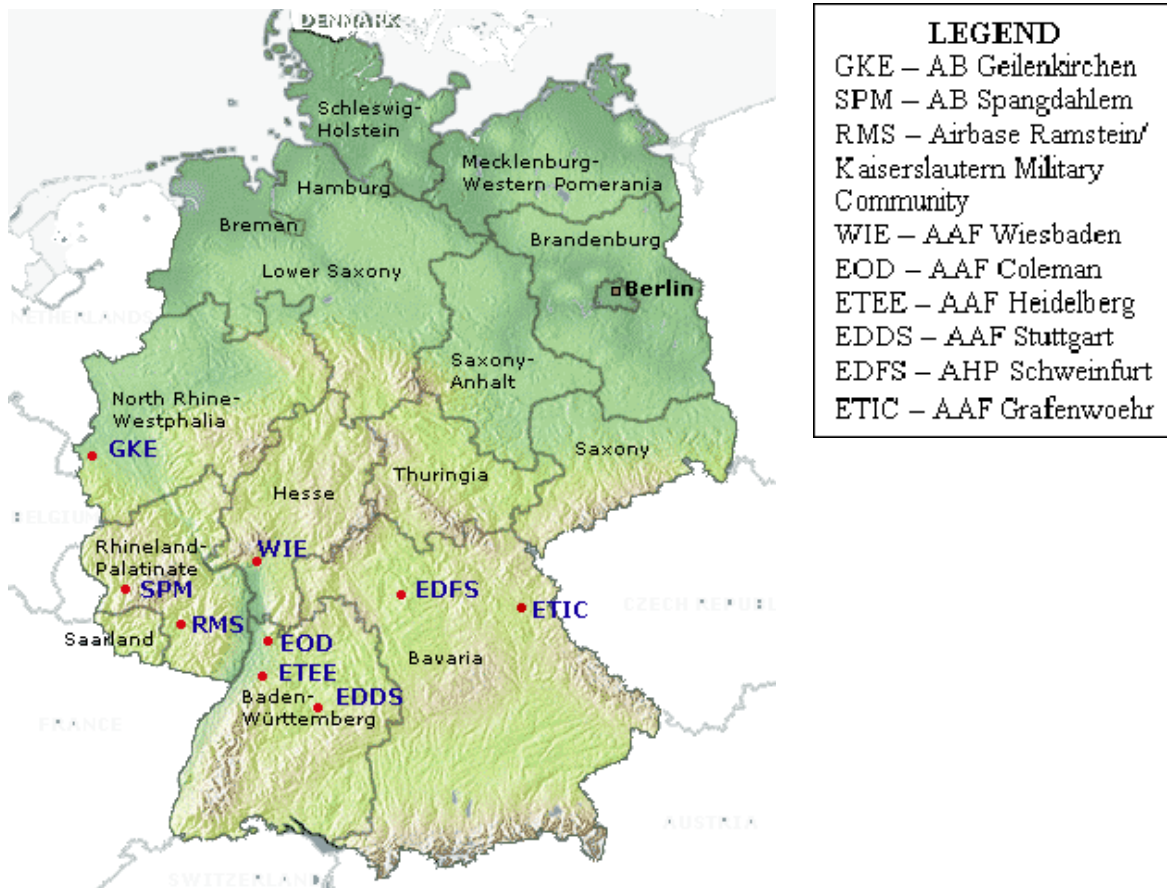 DENMARK
Schleswig-
Holstein
Mecklenburg-
Western Pomerania
Hamburg
Bremen
Brandenburg
Lower Saxony
Berlin
NETHERLANDS
Saxony-
Anhalt
North Rhine-
Westphalia
GKE
Saxony
Thuringia
Hesse
BELGIUM
Rhineland-
Palatinate
WIE
SPM
EDFS
ETIC
CZECH REPUBL
RMS
Saarland
EOD
Bavaria
ETEE
EDDS
Baden-
Württemberg
FRANCE
AUSTRIA
SWITZERLAND
LEGEND
GKE – AB Geilenkirchen
SPM – AB Spangdahlem
RMS – Airbase Ramstein/
Kaiserslautern Military
Community
WIE – AAF Wiesbaden
EOD – AAF Coleman
ETEE – AAF Heidelberg
EDDS – AAF Stuttgart
EDFS – AHP Schweinfurt
ETIC – AAF Grafenwoehr